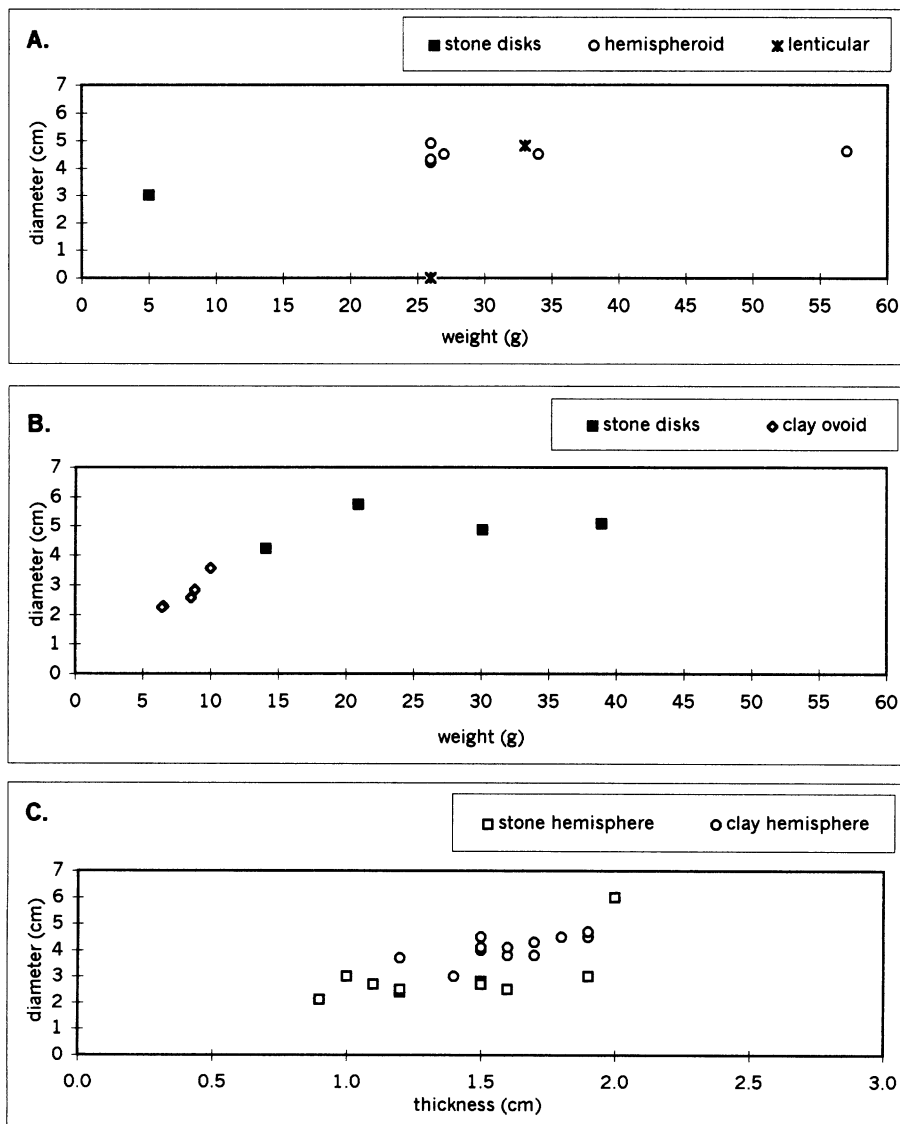 A.
stone disks hemispheroid lenticular
7
6
5
4
3
2
1
0
diameter (cm)
0 5 10 15 20 25 30 35 40 45 50 55 60
weight (g)
B.
stone disks clay ovoid
7
6
5
4
3
2
1
0
diameter (cm)
0 5 10 15 20 25 30 35 40 45 50 55 60
weight (g)
C.
stone hemisphere clay hemisphere
7
6
5
4
3
2
1
0
diameter (cm)
0.0 0.5 1.0 1.5 2.0 2.5 3.0
thickness (cm)